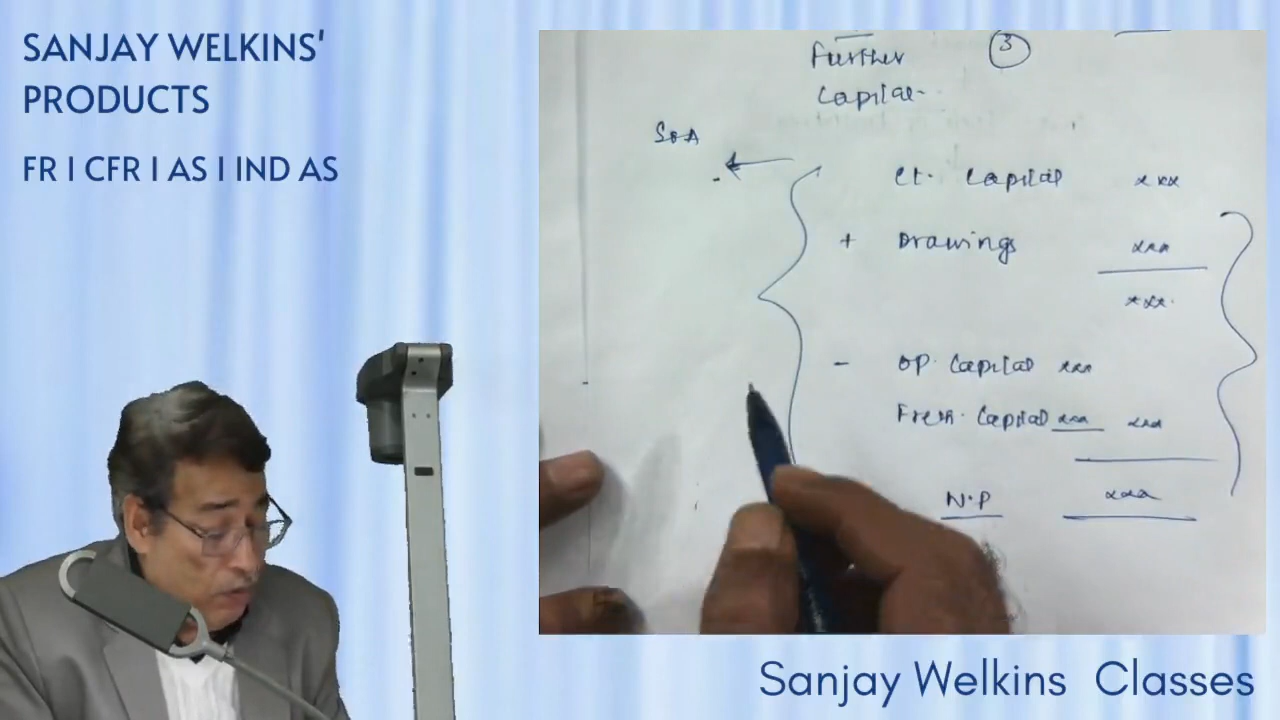 SANJAY WELKINS'
PRODUCTS
FR I CFR I AS I IND AS
Further ③
Capital
SOA
Cl. Capital xxx
+ Drawings xxx
xxx
- OP. Capital xxx
Fresh. Capital xxx xxx
N.P xxx
Sanjay Welkins Classes